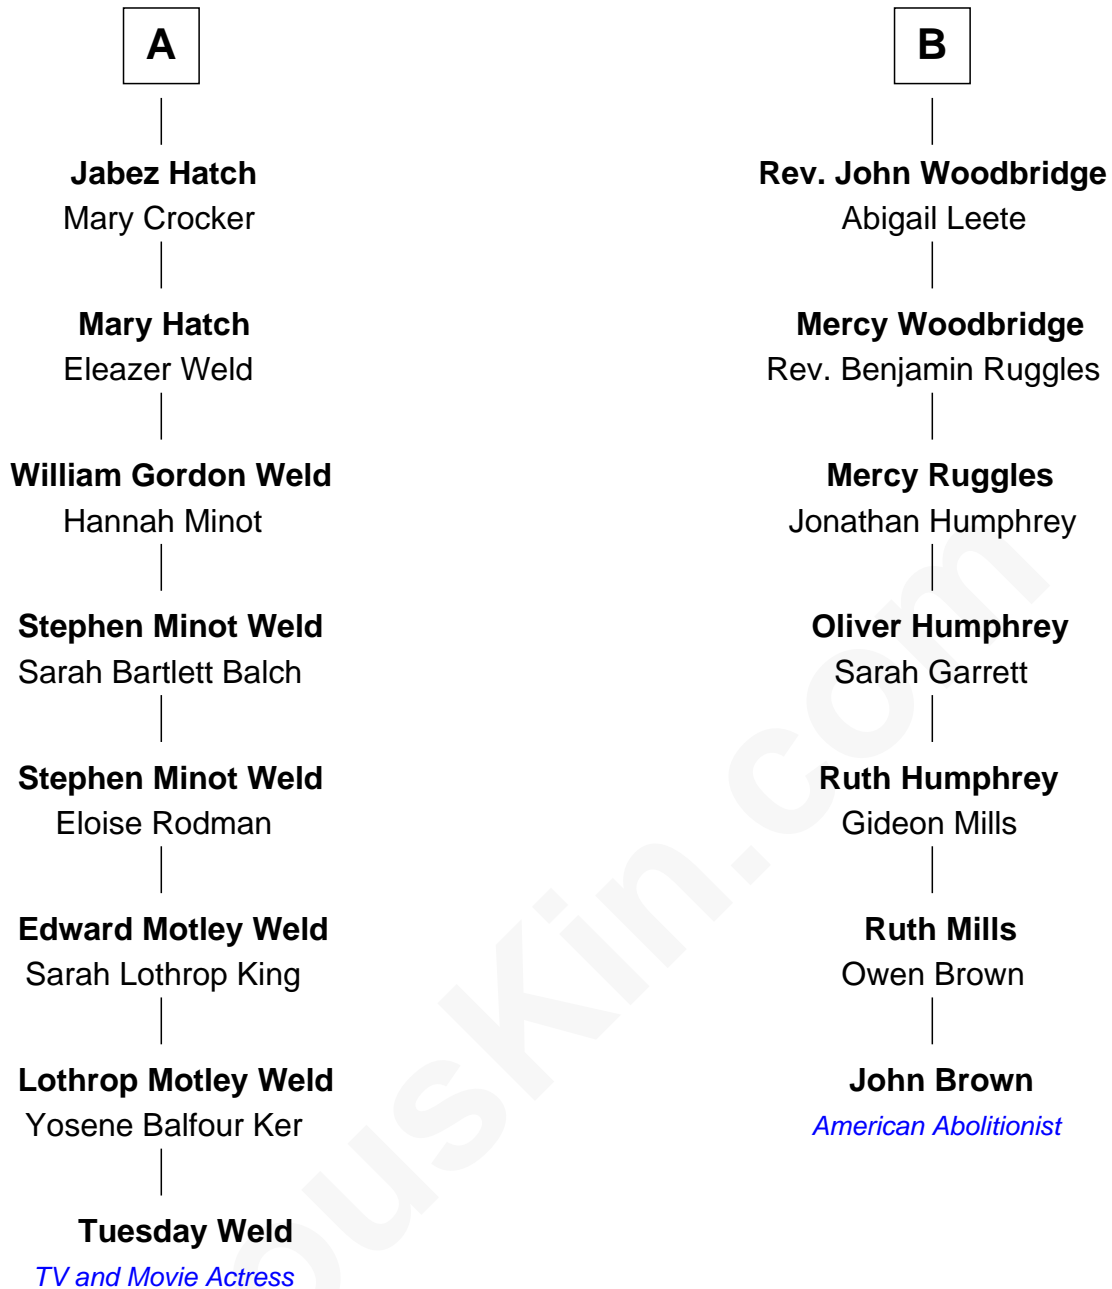 A
Jabez Hatch
Mary Crocker
Mary Hatch
Eleazer Weld
William Gordon Weld
Hannah Minot
Stephen Minot Weld
Sarah Bartlett Balch
Stephen Minot Weld
Eloise Rodman
Edward Motley Weld
Sarah Lothrop King
Lothrop Motley Weld
Yosene Balfour Ker
Tuesday Weld
TV and Movie Actress
B
Rev. John Woodbridge
Abigail Leete
Mercy Woodbridge
Rev. Benjamin Ruggles
Mercy Ruggles
Jonathan Humphrey
Oliver Humphrey
Sarah Garrett
Ruth Humphrey
Gideon Mills
Ruth Mills
Owen Brown
John Brown
American Abolitionist
ousKin.com